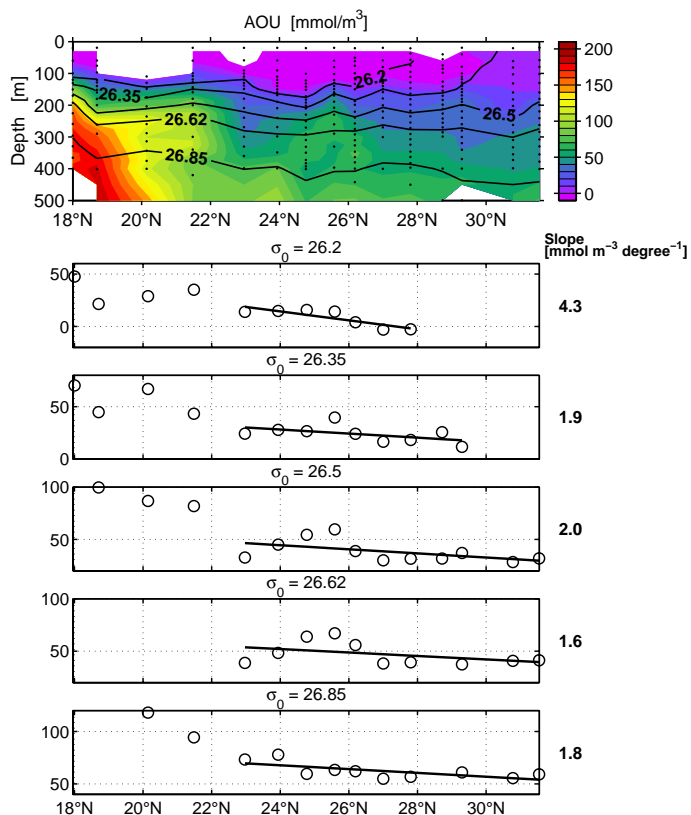 AOU [mmol/m³]
0
100
200
300
400
500
Depth [m]
26.2
26.35
26.5
26.62
26.85
200
150
100
50
0
18°N 20°N 22°N 24°N 26°N 28°N 30°N
Slope
[mmol m⁻³ degree⁻¹]
σ₀ = 26.2
50
0
4.3
σ₀ = 26.35
50
0
1.9
σ₀ = 26.5
100
50
2.0
σ₀ = 26.62
100
50
1.6
σ₀ = 26.85
100
50
1.8
18°N 20°N 22°N 24°N 26°N 28°N 30°N